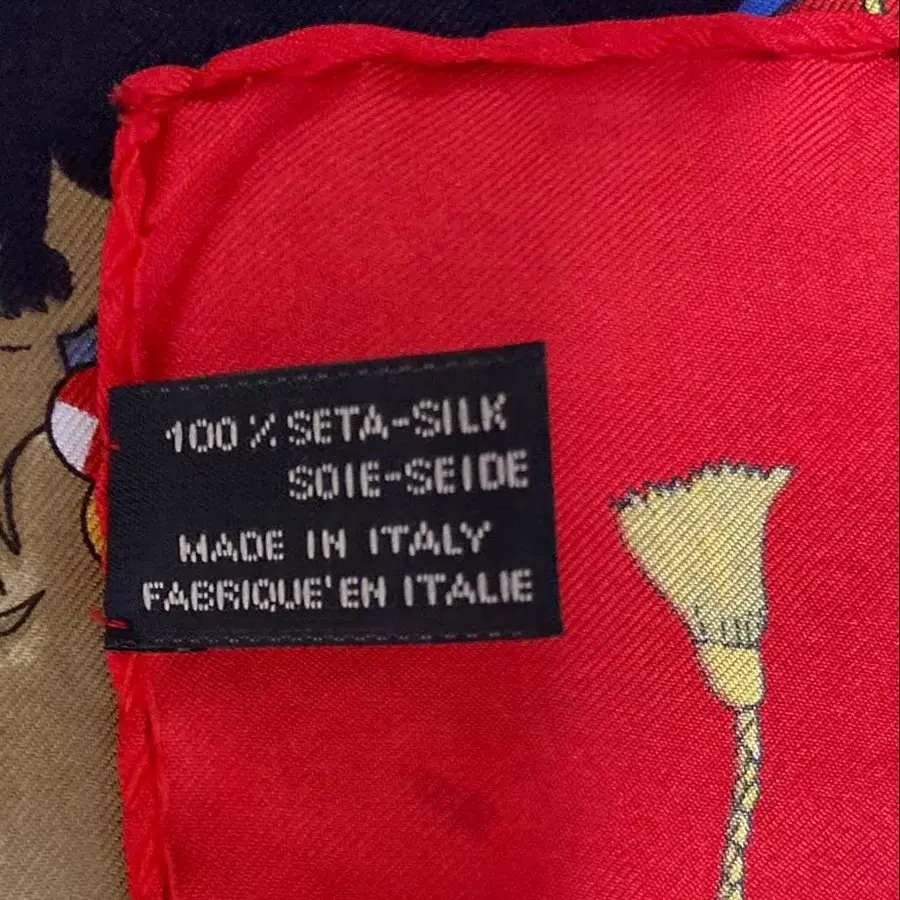 100 % SETA-SILK
SOIE-SEIDE
MADE IN ITALY
FABRIQUE' EN ITALIE